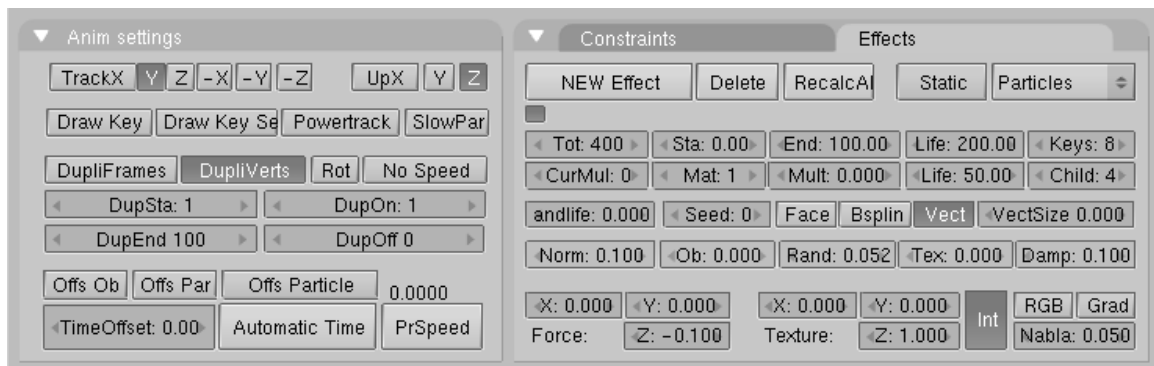 Anim settings
TrackX Y Z -X -Y -Z UpX Y Z
Draw Key Draw Key Se Powertrack SlowPar
DupliFrames DupliVerts Rot No Speed
DupSta: 1 DupOn: 1
DupEnd 100 DupOff 0
Offs Ob Offs Par Offs Particle 0.0000
TimeOffset: 0.00 Automatic Time PrSpeed
Constraints Effects
NEW Effect Delete RecalcAl Static Particles
Tot: 400 Sta: 0.00 End: 100.00 Life: 200.00 Keys: 8
CurMul: 0 Mat: 1 Mult: 0.000 Life: 50.00 Child: 4
andlife: 0.000 Seed: 0 Face Bsplin Vect VectSize 0.000
Norm: 0.100 Ob: 0.000 Rand: 0.052 Tex: 0.000 Damp: 0.100
X: 0.000 Y: 0.000 X: 0.000 Y: 0.000 Int RGB Grad
Force: Z: -0.100 Texture: Z: 1.000 Nabla: 0.050